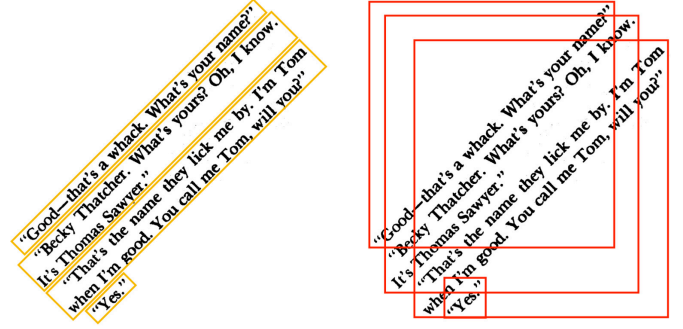 “Good—that's a whack. What's your name?”
“Becky Thatcher. What's yours? Oh, I know.
It's Thomas Sawyer.”
“That's the name they lick me by. I'm Tom
when I'm good. You call me Tom, will you?”
“Yes.”
“Good—that's a whack. What's your name?”
“Becky Thatcher. What's yours? Oh, I know.
It's Thomas Sawyer.”
“That's the name they lick me by. I'm Tom
when I'm good. You call me Tom, will you?”
“Yes.”